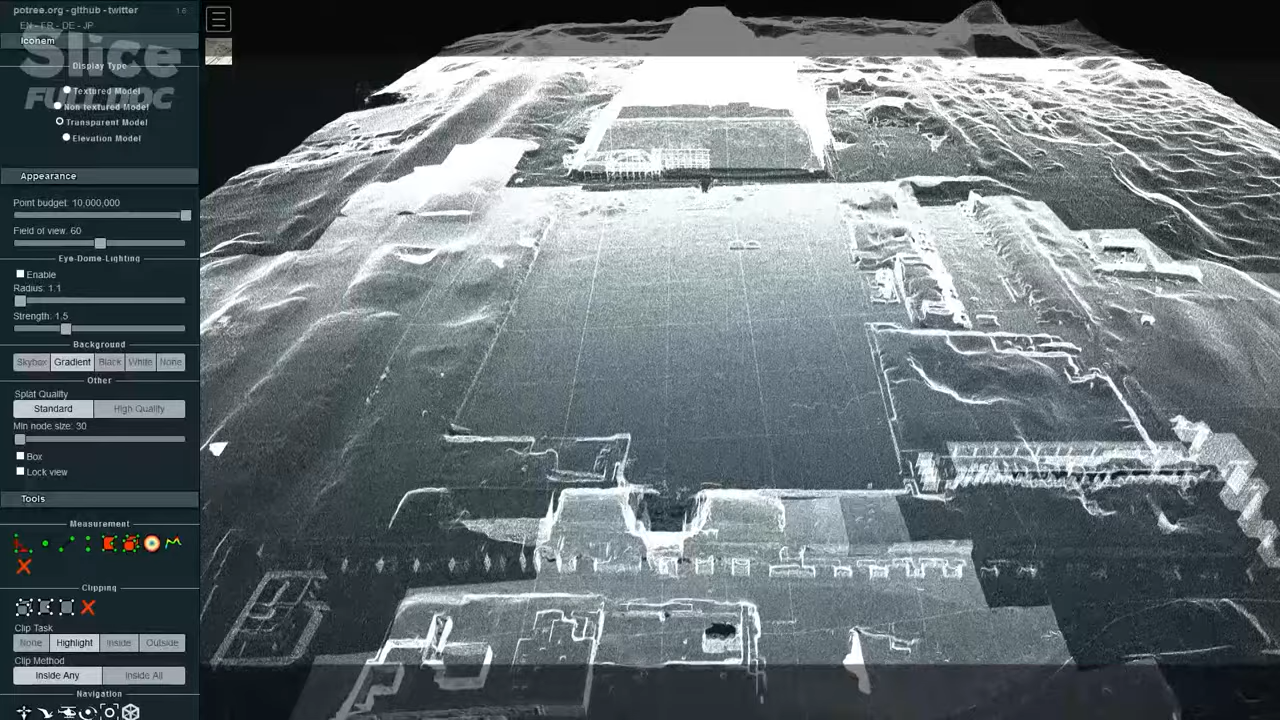 potree.org - github - twitter 1.6
EN - FR - DE - JP
Iconem
Slice
FULL DOC
Display Type
Textured Model
Non textured Model
Transparent Model
Elevation Model
Appearance
Point budget: 10,000,000
Field of view: 60
Eye-Dome-Lighting
Enable
Radius: 1.1
Strength: 1.5
Background
Skybox Gradient Black White None
Other
Splat Quality
Standard High Quality
Min node size: 30
Box
Lock view
Tools
Measurement
Clipping
Clip Task
None Highlight Inside Outside
Clip Method
Inside Any Inside All
Navigation